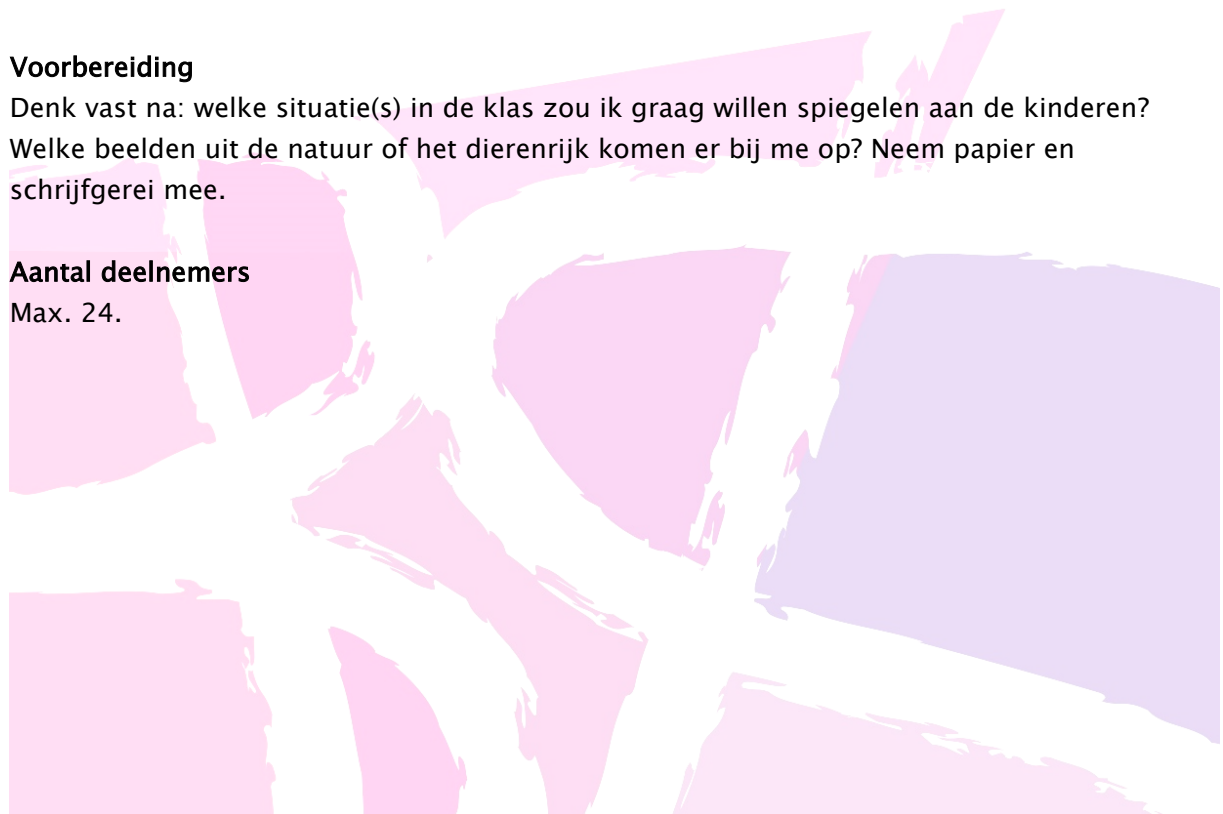 Voorbereiding
Denk vast na: welke situatie(s) in de klas zou ik graag willen spiegelen aan de kinderen?
Welke beelden uit de natuur of het dierenrijk komen er bij me op? Neem papier en
schrijfgerei mee.
Aantal deelnemers
Max. 24.